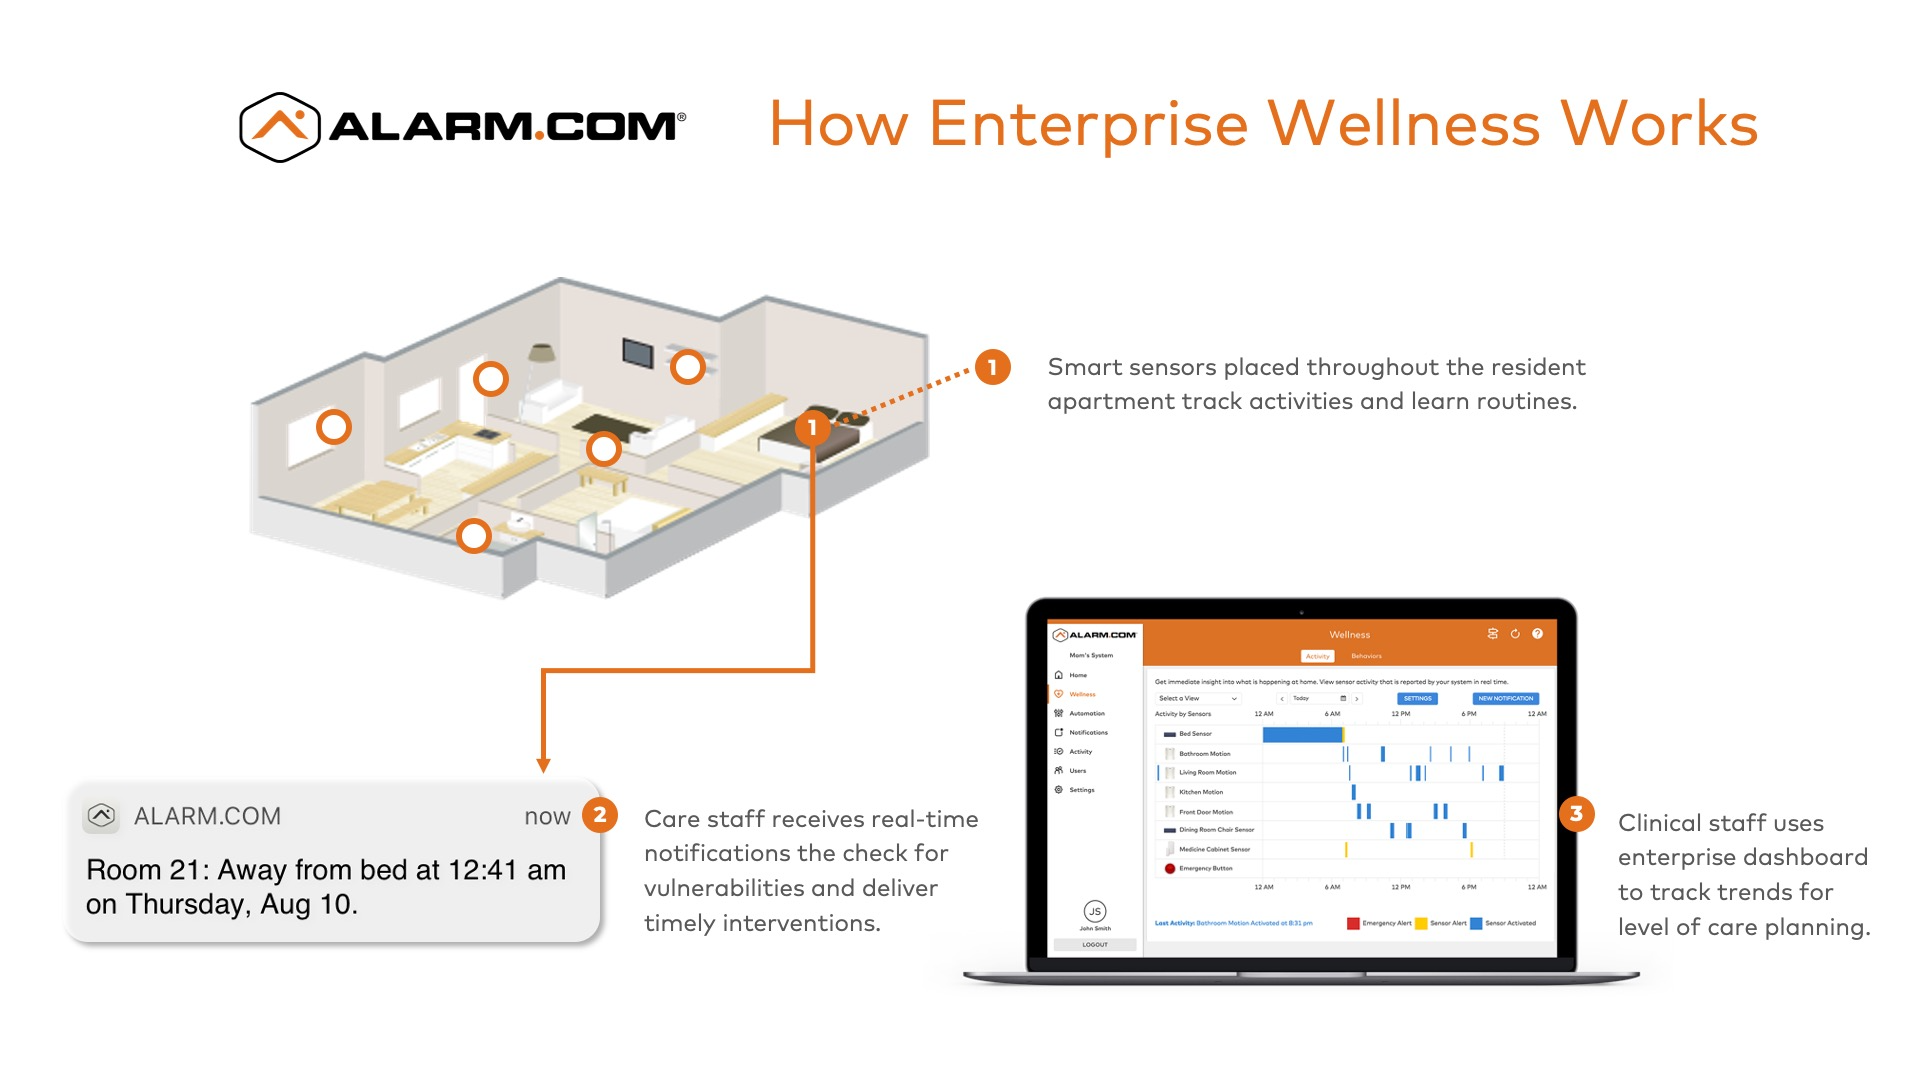 ALARM.COM®
How Enterprise Wellness Works
1
1
Smart sensors placed throughout the resident
apartment track activities and learn routines.
ALARM.COM
now
Room 21: Away from bed at 12:41 am
on Thursday, Aug 10.
2
Care staff receives real-time
notifications the check for
vulnerabilities and deliver
timely interventions.
ALARM.COM
Mom's System
Home
Wellness
Automation
Notifications
Activity
Users
Settings
JS
John Smith
LOGOUT
Wellness
?
Activity
Behaviors
Get immediate insight into what is happening at home. View sensor activity that is reported by your system in real time.
Select a View
Today
SETTINGS
NEW NOTIFICATION
Activity by Sensors
12 AM
6 AM
12 PM
6 PM
12 AM
Bed Sensor
Bathroom Motion
Living Room Motion
Kitchen Motion
Front Door Motion
Dining Room Chair Sensor
Medicine Cabinet Sensor
Emergency Button
12 AM
6 AM
12 PM
6 PM
12 AM
Last Activity: Bathroom Motion Activated at 8:31 pm
Emergency Alert
Sensor Alert
Sensor Activated
3
Clinical staff uses
enterprise dashboard
to track trends for
level of care planning.